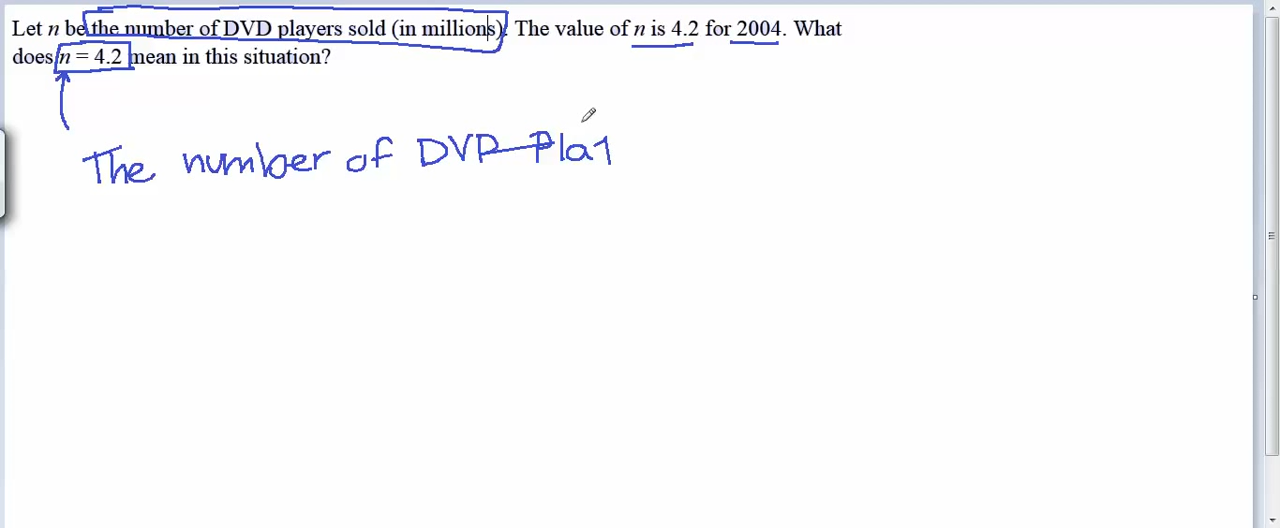 Let n be the number of DVD players sold (in millions). The value of n is 4.2 for 2004. What
does n = 4.2 mean in this situation?
The number of DVD Pla